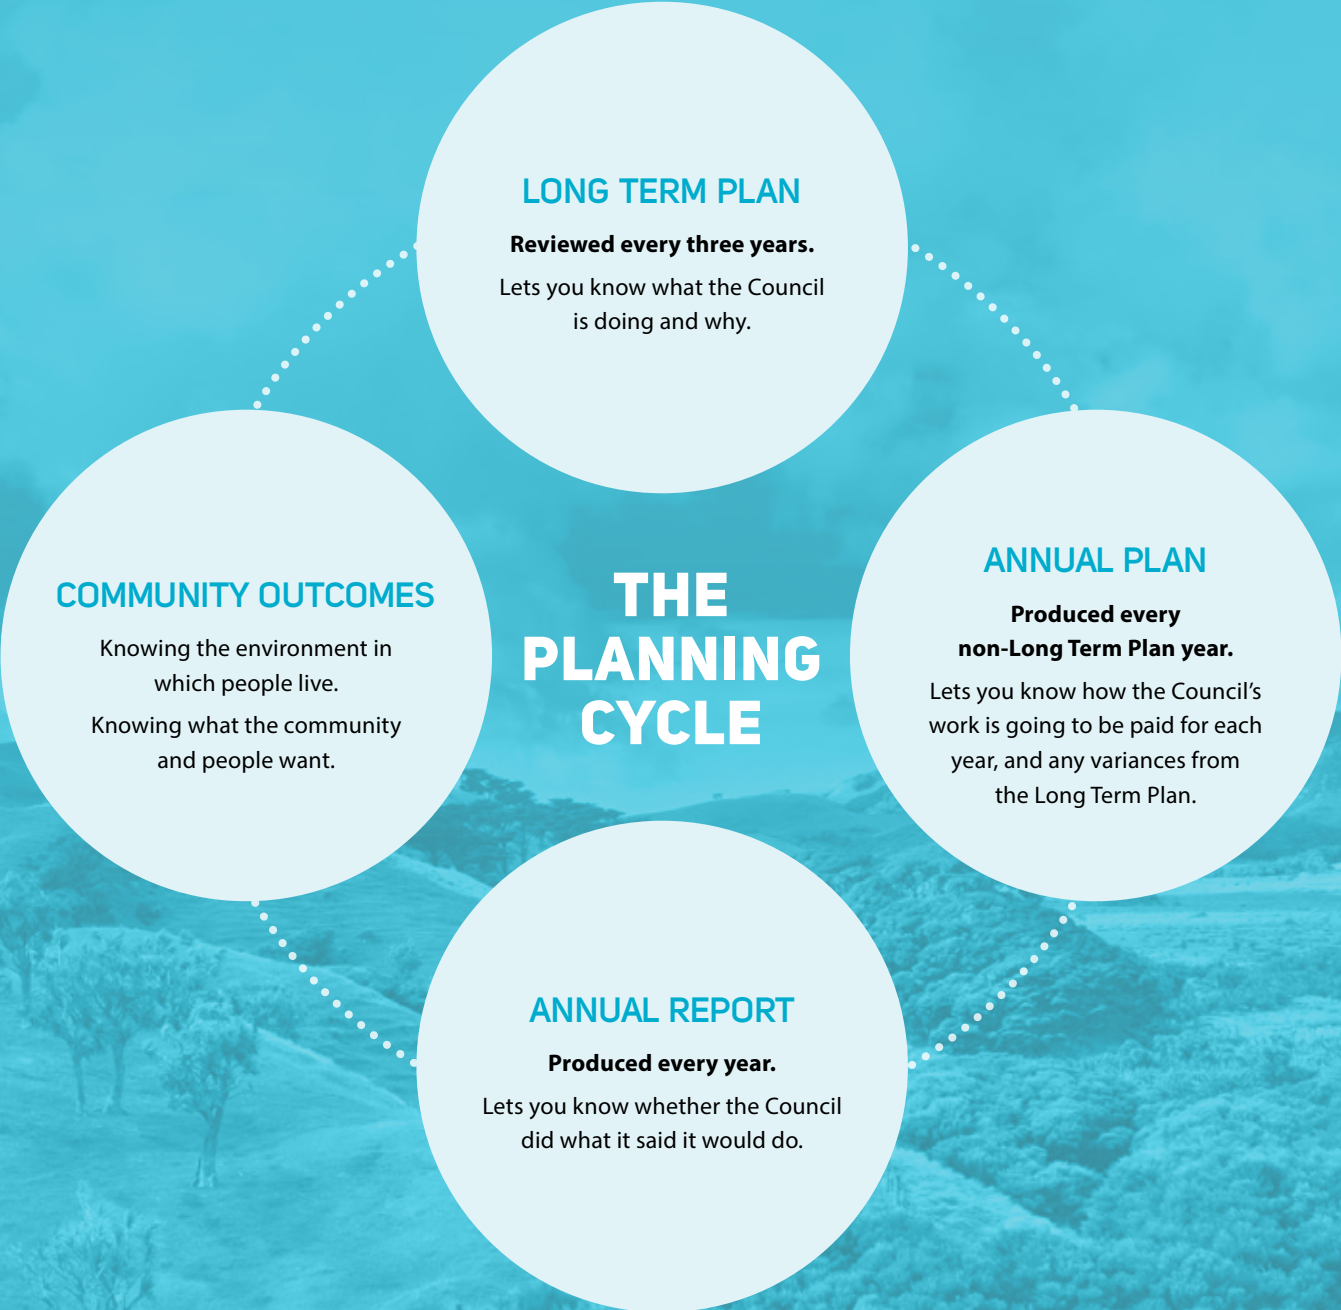 LONG TERM PLAN
Reviewed every three years.
Lets you know what the Council
is doing and why.
COMMUNITY OUTCOMES
Knowing the environment in
which people live.
Knowing what the community
and people want.
THE
PLANNING
CYCLE
ANNUAL PLAN
Produced every
non-Long Term Plan year.
Lets you know how the Council’s
work is going to be paid for each
year, and any variances from
the Long Term Plan.
ANNUAL REPORT
Produced every year.
Lets you know whether the Council
did what it said it would do.